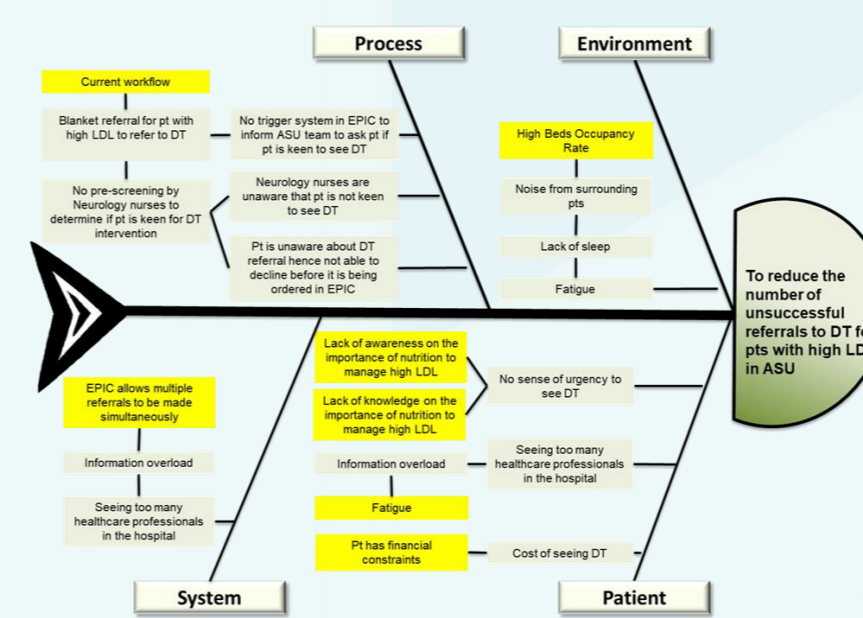 Process
Environment
Current workflow
Blanket referral for pt with
high LDL to refer to DT
No pre-screening by
Neurology nurses to
determine if pt is keen for DT
intervention
No trigger system in EPIC to
inform ASU team to ask pt if
pt is keen to see DT
Neurology nurses are
unaware that pt is not keen
to see DT
Pt is unaware about DT
referral hence not able to
decline before it is being
ordered in EPIC
High Beds Occupancy
Rate
Noise from surrounding
pts
Lack of sleep
Fatigue
To reduce the
number of
unsuccessful
referrals to DT
pts with high
in ASU
EPIC allows multiple
referrals to be made
simultaneously
Information overload
Seeing too many
healthcare professionals
in the hospital
Lack of awareness on the
importance of nutrition to
manage high LDL
Lack of knowledge on the
importance of nutrition to
manage high LDL
No sense of urgency to
see DT
Information overload
Fatigue
Seeing too many
healthcare professionals
in the hospital
Pt has financial
constraints
Cost of seeing DT
System
Patient